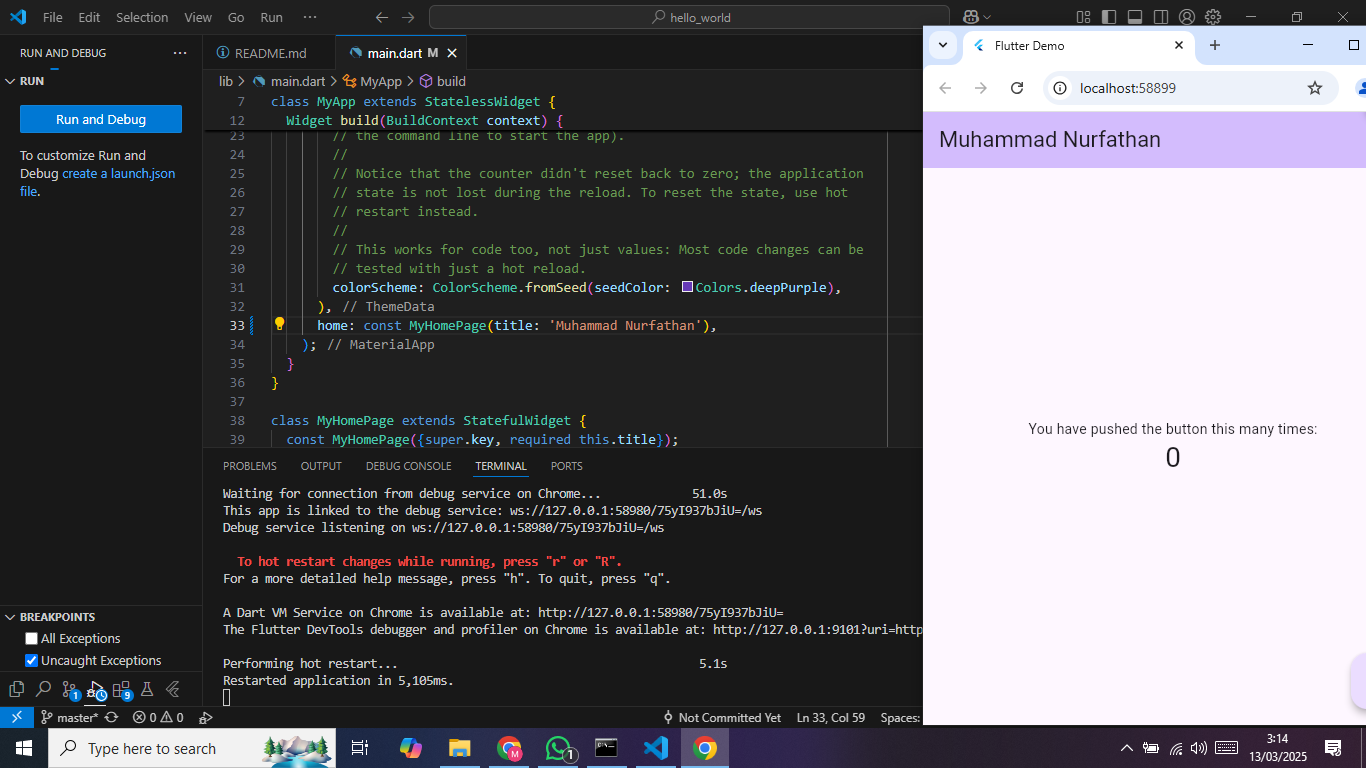 File Edit Selection View Go Run ··· hello_world
RUN AND DEBUG ···
RUN
Run and Debug
To customize Run and
Debug create a launch.json
file.
BREAKPOINTS
All Exceptions
Uncaught Exceptions
1
9
README.md
main.dart M
lib > main.dart > MyApp > build
7 class MyApp extends StatelessWidget {
12 Widget build(BuildContext context) {
23 // the command line to start the app).
24 //
25 // Notice that the counter didn't reset back to zero; the application
26 // state is not lost during the reload. To reset the state, use hot
27 // restart instead.
28 //
29 // This works for code too, not just values: Most code changes can be
30 // tested with just a hot reload.
31 colorScheme: ColorScheme.fromSeed(seedColor: Colors.deepPurple),
32 ), // ThemeData
33 home: const MyHomePage(title: 'Muhammad Nurfathan'),
34 ); // MaterialApp
35 }
36 }
37
38 class MyHomePage extends StatefulWidget {
39 const MyHomePage({super.key, required this.title});
PROBLEMS OUTPUT DEBUG CONSOLE TERMINAL PORTS
Waiting for connection from debug service on Chrome... 51.0s
This app is linked to the debug service: ws://127.0.0.1:58980/75yI937bJiU=/ws
Debug service listening on ws://127.0.0.1:58980/75yI937bJiU=/ws
To hot restart changes while running, press "r" or "R".
For a more detailed help message, press "h". To quit, press "q".
A Dart VM Service on Chrome is available at: http://127.0.0.1:58980/75yI937bJiU=
The Flutter DevTools debugger and profiler on Chrome is available at: http://127.0.0.1:9101?uri=http
Performing hot restart... 5.1s
Restarted application in 5,105ms.
master* 0 0 Not Committed Yet Ln 33, Col 59 Spaces:
Flutter Demo
localhost:58899
Muhammad Nurfathan
You have pushed the button this many times:
0
Type here to search
M
1
3:14
13/03/2025